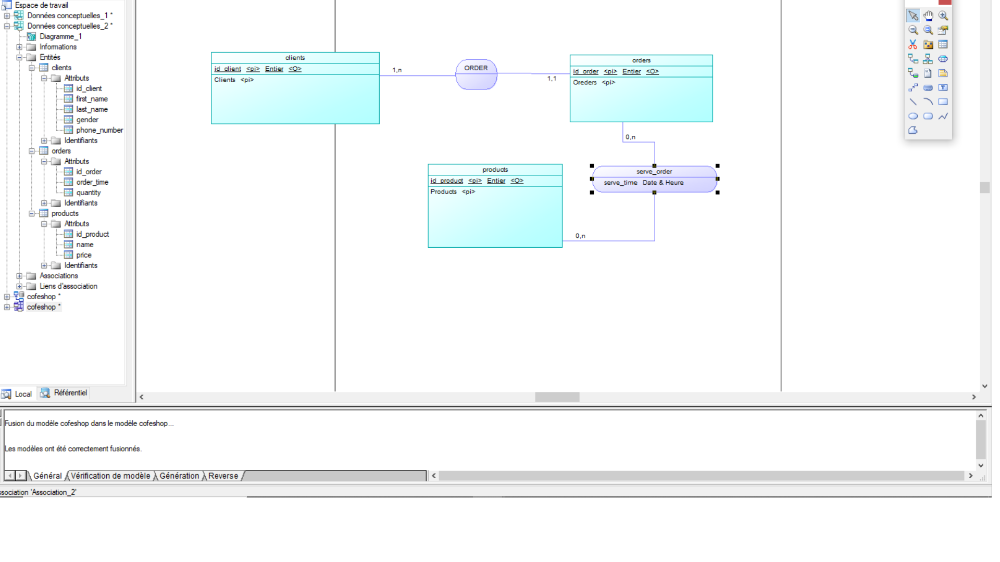 Espace de travail
Données conceptuelles_1 *
Données conceptuelles_2 *
Diagramme_1
Informations
Entités
clients
Attributs
id_client
first_name
last_name
gender
phone_number
Identifiants
orders
Attributs
id_order
order_time
quantity
Identifiants
products
Attributs
id_product
name
price
Identifiants
Associations
Liens d'association
cofeshop *
cofeshop *
Local
Référentiel
clients
id_client <pi> Entier <O>
Clients <pi>
1,n
ORDER
1,1
orders
id_order <pi> Entier <O>
Oreders <pi>
0,n
serve_order
serve_time Date & Heure
products
id_product <pi> Entier <O>
Products <pi>
0,n
Fusion du modèle cofeshop dans le modèle cofeshop...
Les modèles ont été correctement fusionnés.
Général
Vérification de modèle
Génération
Reverse
ssociation 'Association_2'